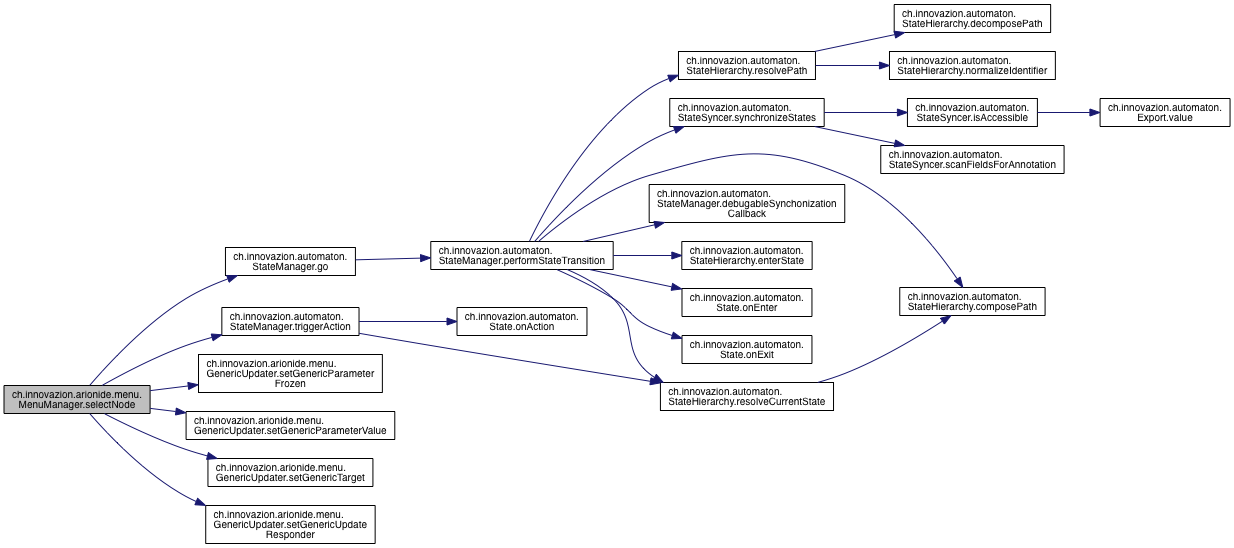 ch.innovazion.arionide.menu.
MenuManager.selectNode
ch.innovazion.automaton.
StateManager.go
ch.innovazion.automaton.
StateManager.triggerAction
ch.innovazion.arionide.menu.
GenericUpdater.setGenericParameter
Frozen
ch.innovazion.arionide.menu.
GenericUpdater.setGenericParameterValue
ch.innovazion.arionide.menu.
GenericUpdater.setGenericTarget
ch.innovazion.arionide.menu.
GenericUpdater.setGenericUpdate
Responder
ch.innovazion.automaton.
StateManager.performStateTransition
ch.innovazion.automaton.
State.onAction
ch.innovazion.automaton.
StateHierarchy.resolvePath
ch.innovazion.automaton.
StateSyncer.synchronizeStates
ch.innovazion.automaton.
StateManager.debugableSynchonization
Callback
ch.innovazion.automaton.
StateHierarchy.enterState
ch.innovazion.automaton.
State.onEnter
ch.innovazion.automaton.
State.onExit
ch.innovazion.automaton.
StateHierarchy.resolveCurrentState
ch.innovazion.automaton.
StateHierarchy.decomposePath
ch.innovazion.automaton.
StateHierarchy.normalizeIdentifier
ch.innovazion.automaton.
StateSyncer.isAccessible
ch.innovazion.automaton.
StateSyncer.scanFieldsForAnnotation
ch.innovazion.automaton.
StateHierarchy.composePath
ch.innovazion.automaton.
Export.value